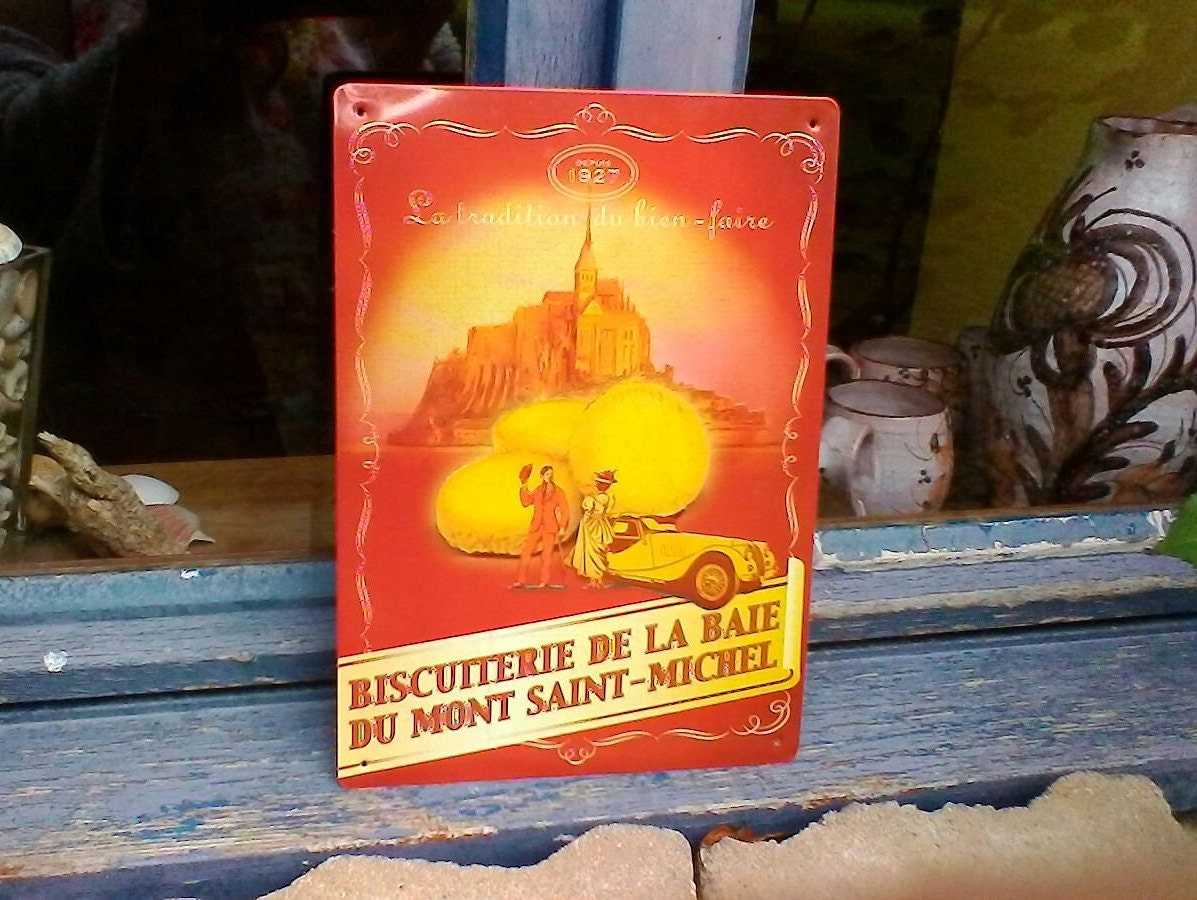 DEPUIS
1927
La tradition du bien-faire
BISCUITERIE DE LA BAIE
DU MONT SAINT-MICHEL